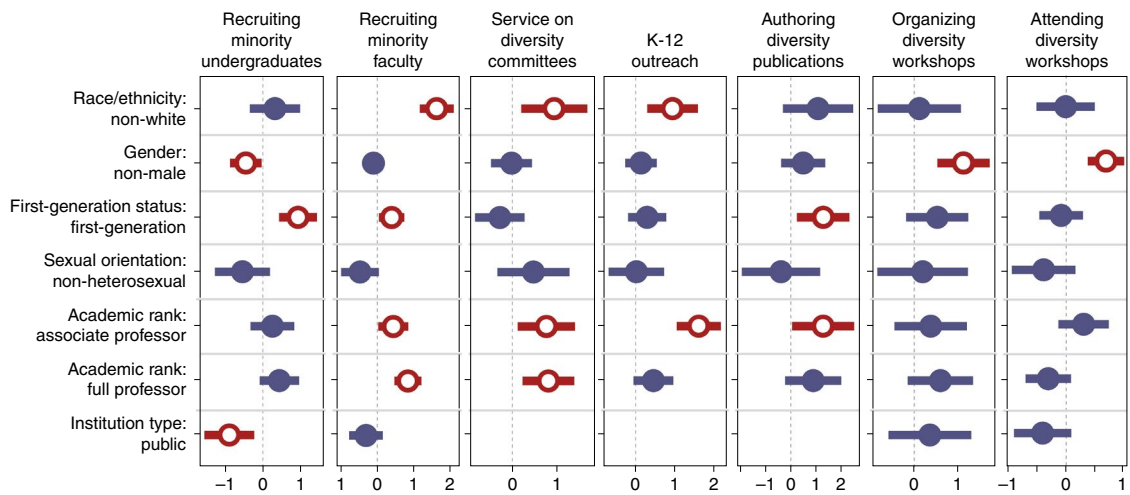 Recruiting
minority
undergraduates
Recruiting
minority
faculty
Service on
diversity
committees
K-12
outreach
Authoring
diversity
publications
Organizing
diversity
workshops
Attending
diversity
workshops
Race/ethnicity:
non-white
Gender:
non-male
First-generation status:
first-generation
Sexual orientation:
non-heterosexual
Academic rank:
associate professor
Academic rank:
full professor
Institution type:
public
−1 0 1
1 0 1 2
0 1
0 1 2
−1 0 1 2
0 1
−1 0 1